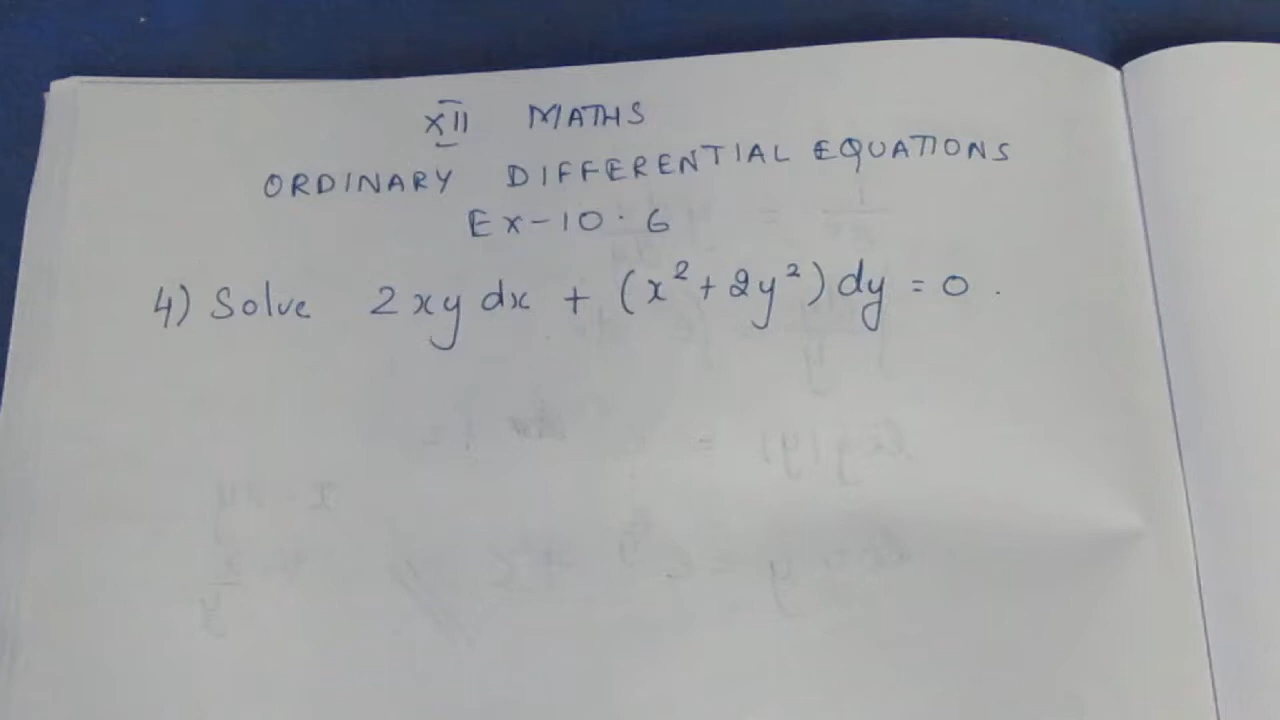 XII MATHS
ORDINARY DIFFERENTIAL EQUATIONS
Ex-10.6
4) Solve 2xy dx + (x² + 2y²) dy = 0.